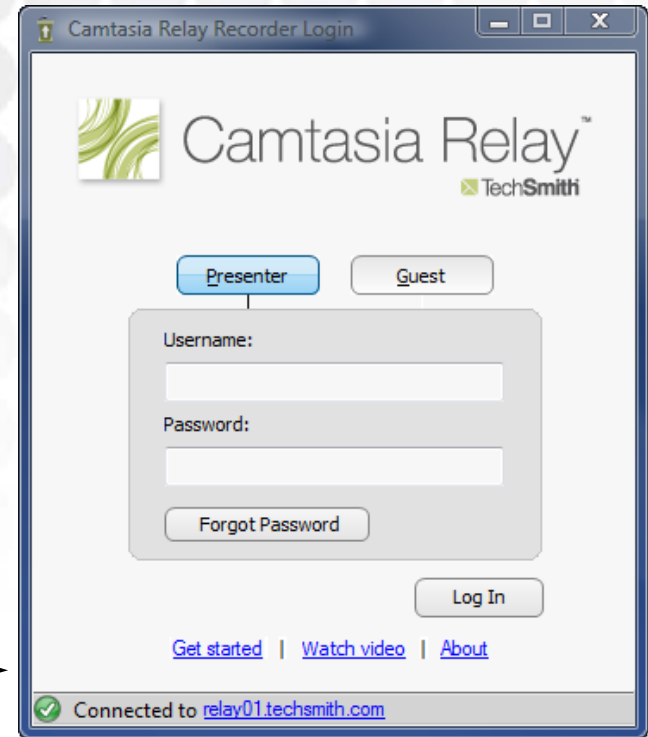 Camtasia Relay Recorder Login
Camtasia Relay™
TechSmith
Presenter Guest
Username:
Password:
Forgot Password
Log In
Get started | Watch video | About
Connected to relay01.techsmith.com